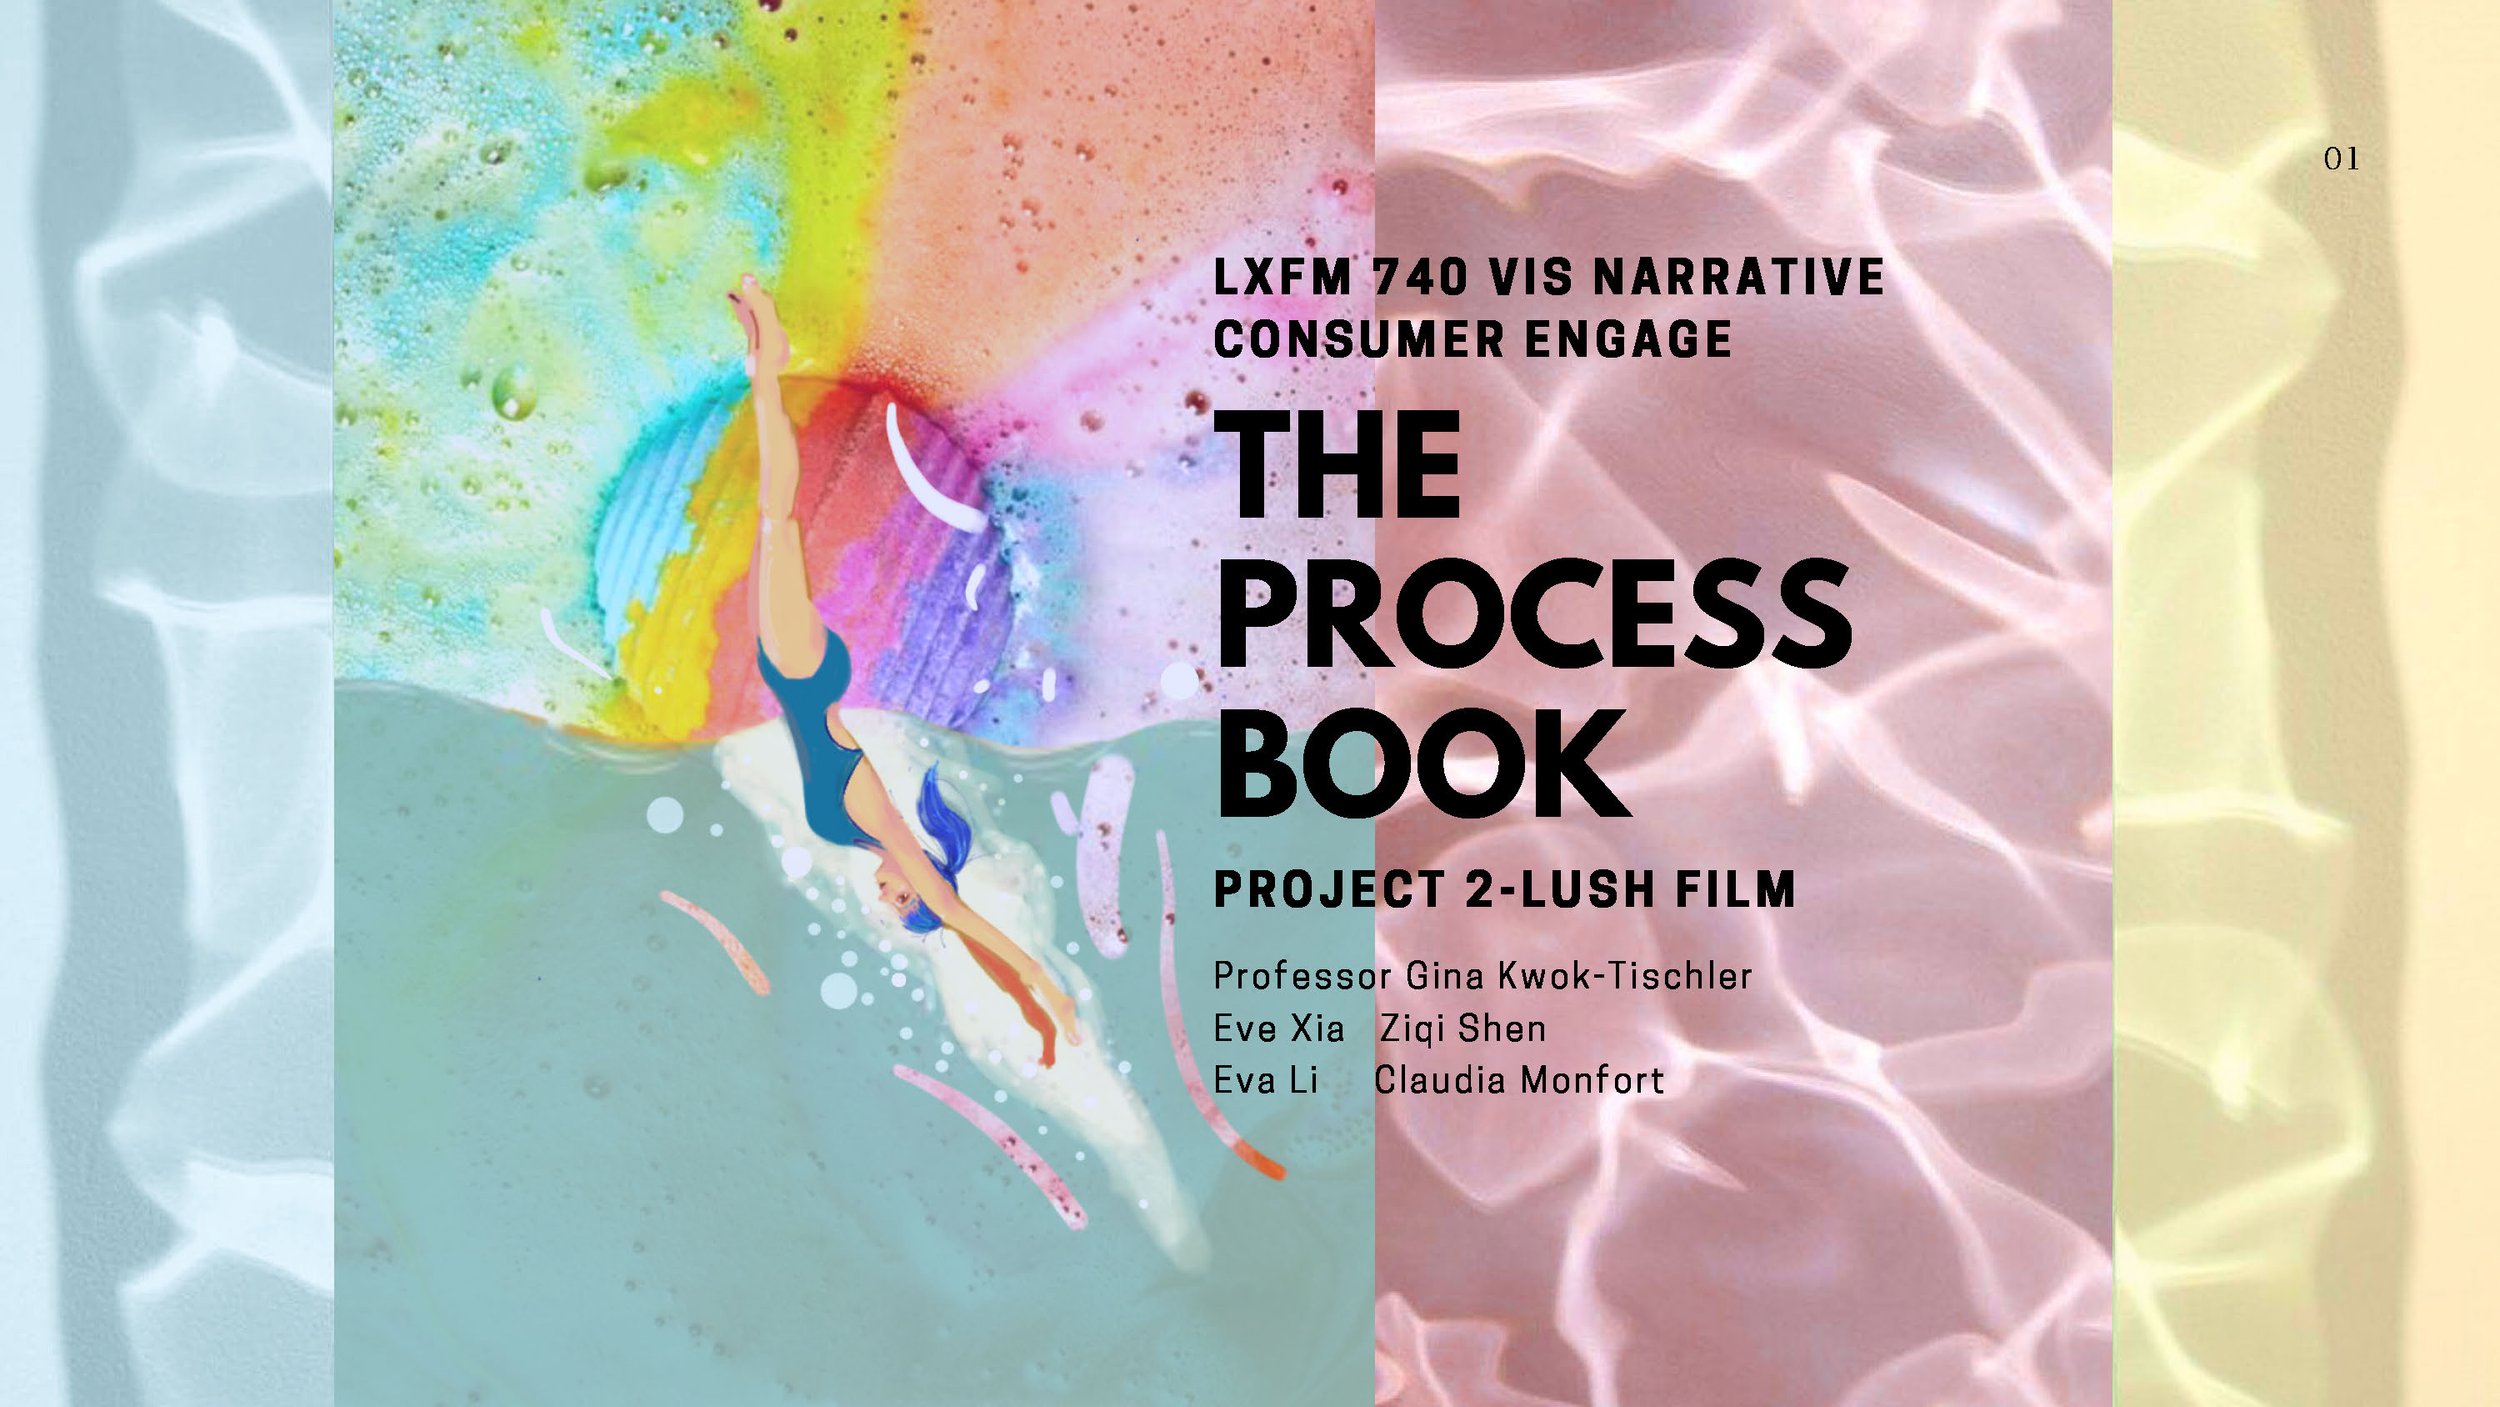 01
LXFM 740 VIS NARRATIVE
CONSUMER ENGAGE
THE
PROCESS
BOOK
PROJECT 2-LUSH FILM
Professor Gina Kwok-Tischler
Eve Xia Ziqi Shen
Eva Li Claudia Monfort